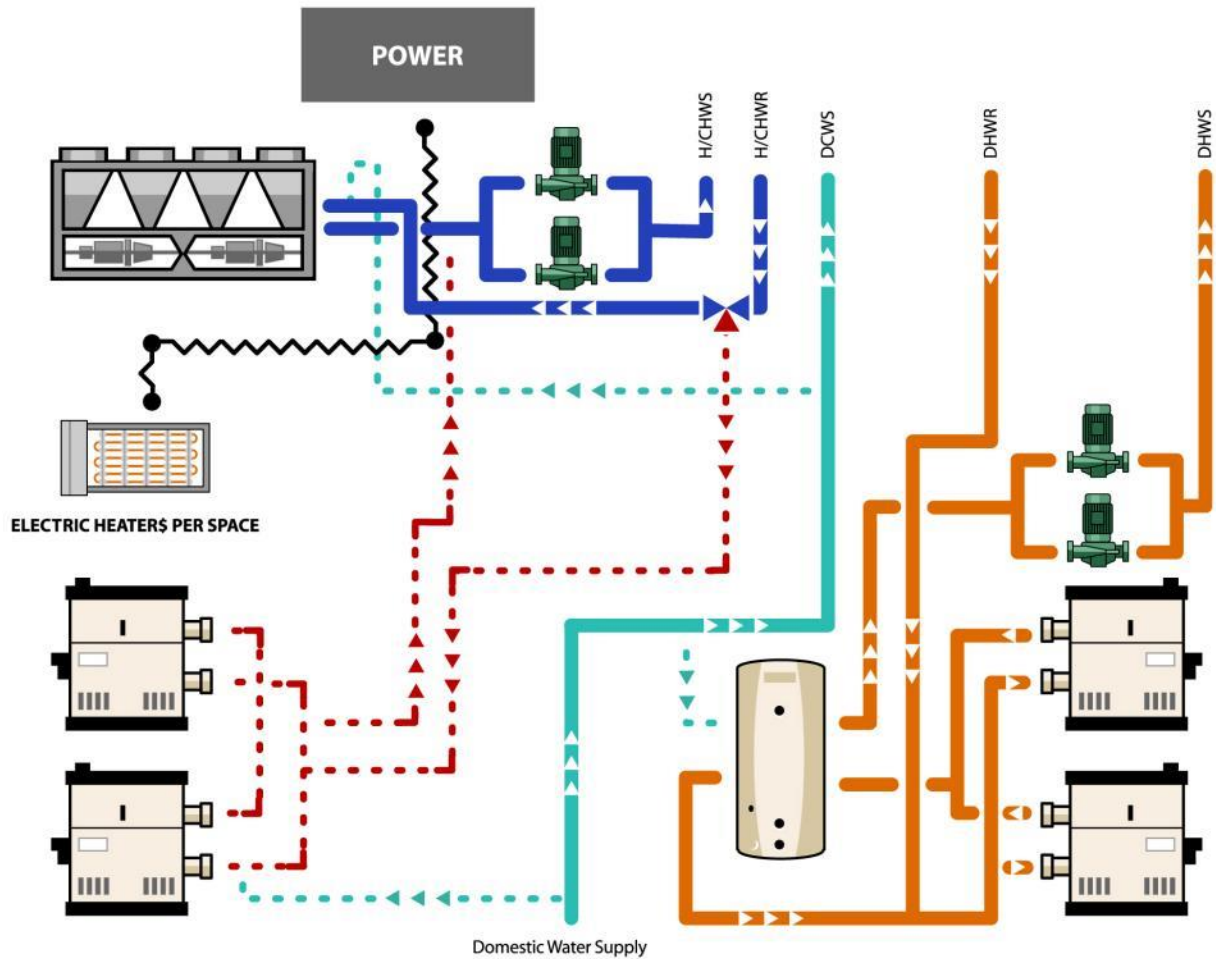 POWER
H/CHWS
H/CHWR
DCWS
DHWR
DHWS
ELECTRIC HEATER$ PER SPACE
Domestic Water Supply